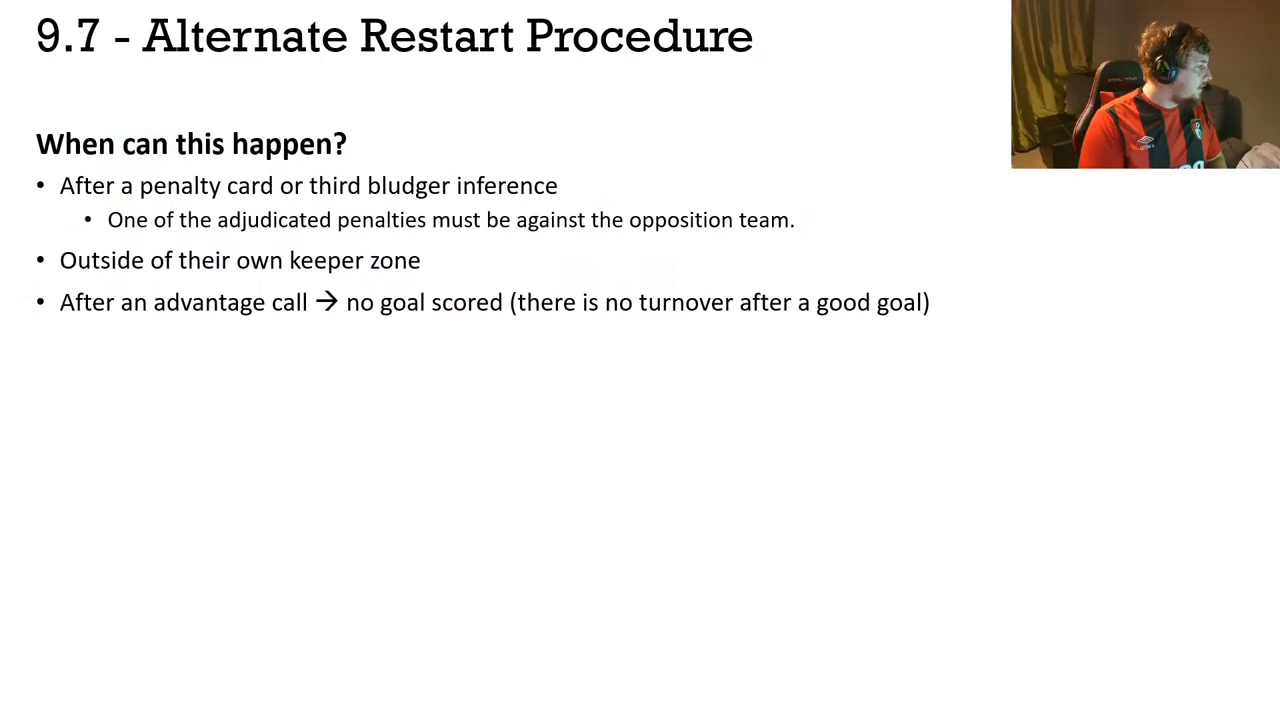 9.7 - Alternate Restart Procedure
When can this happen?
• After a penalty card or third bludger inference
• One of the adjudicated penalties must be against the opposition team.
• Outside of their own keeper zone
• After an advantage call → no goal scored (there is no turnover after a good goal)